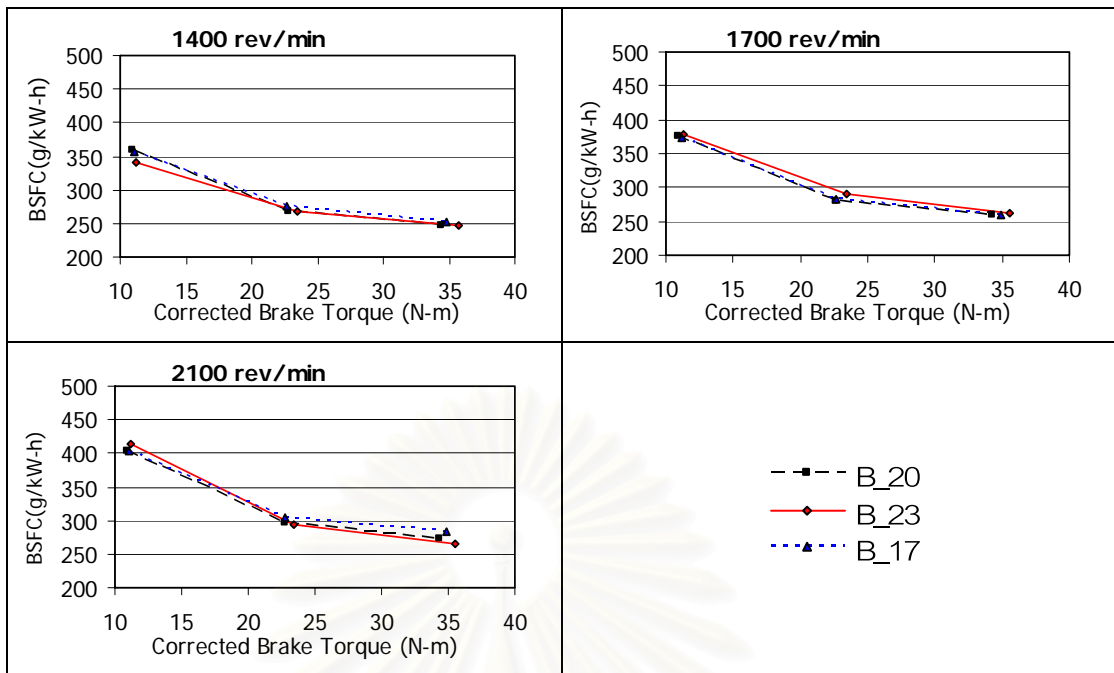 1400 rev/min
500
450
400
350
300
250
200
BSFC(g/kW-h)
10 15 20 25 30 35 40
Corrected Brake Torque (N-m)
1700 rev/min
500
450
400
350
300
250
200
BSFC(g/kW-h)
10 15 20 25 30 35 40
Corrected Brake Torque (N-m)
2100 rev/min
500
450
400
350
300
250
200
BSFC(g/kW-h)
10 15 20 25 30 35 40
Corrected Brake Torque (N-m)
B_20
B_23
B_17